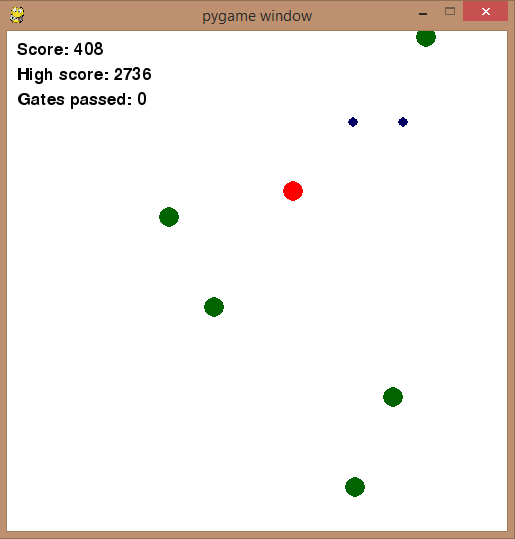 pygame window
Score: 408
High score: 2736
Gates passed: 0